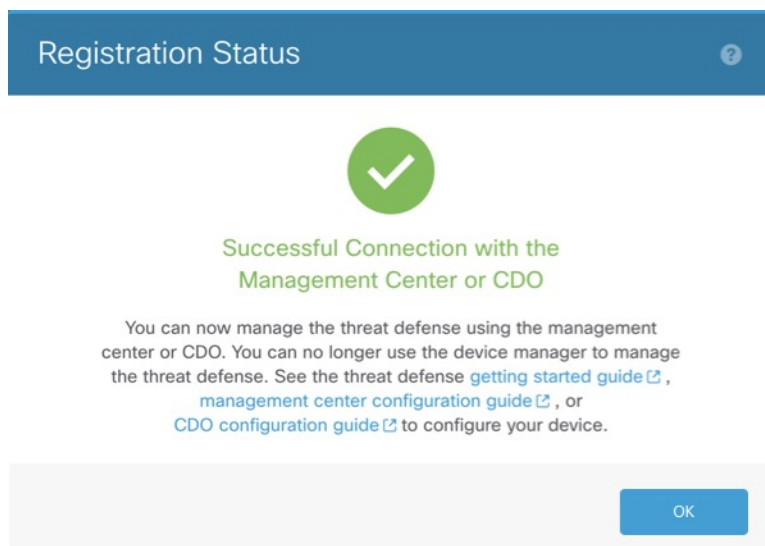 Registration Status
?
Successful Connection with the
Management Center or CDO
You can now manage the threat defense using the management
center or CDO. You can no longer use the device manager to manage
the threat defense. See the threat defense getting started guide ,
management center configuration guide , or
CDO configuration guide to configure your device.
OK